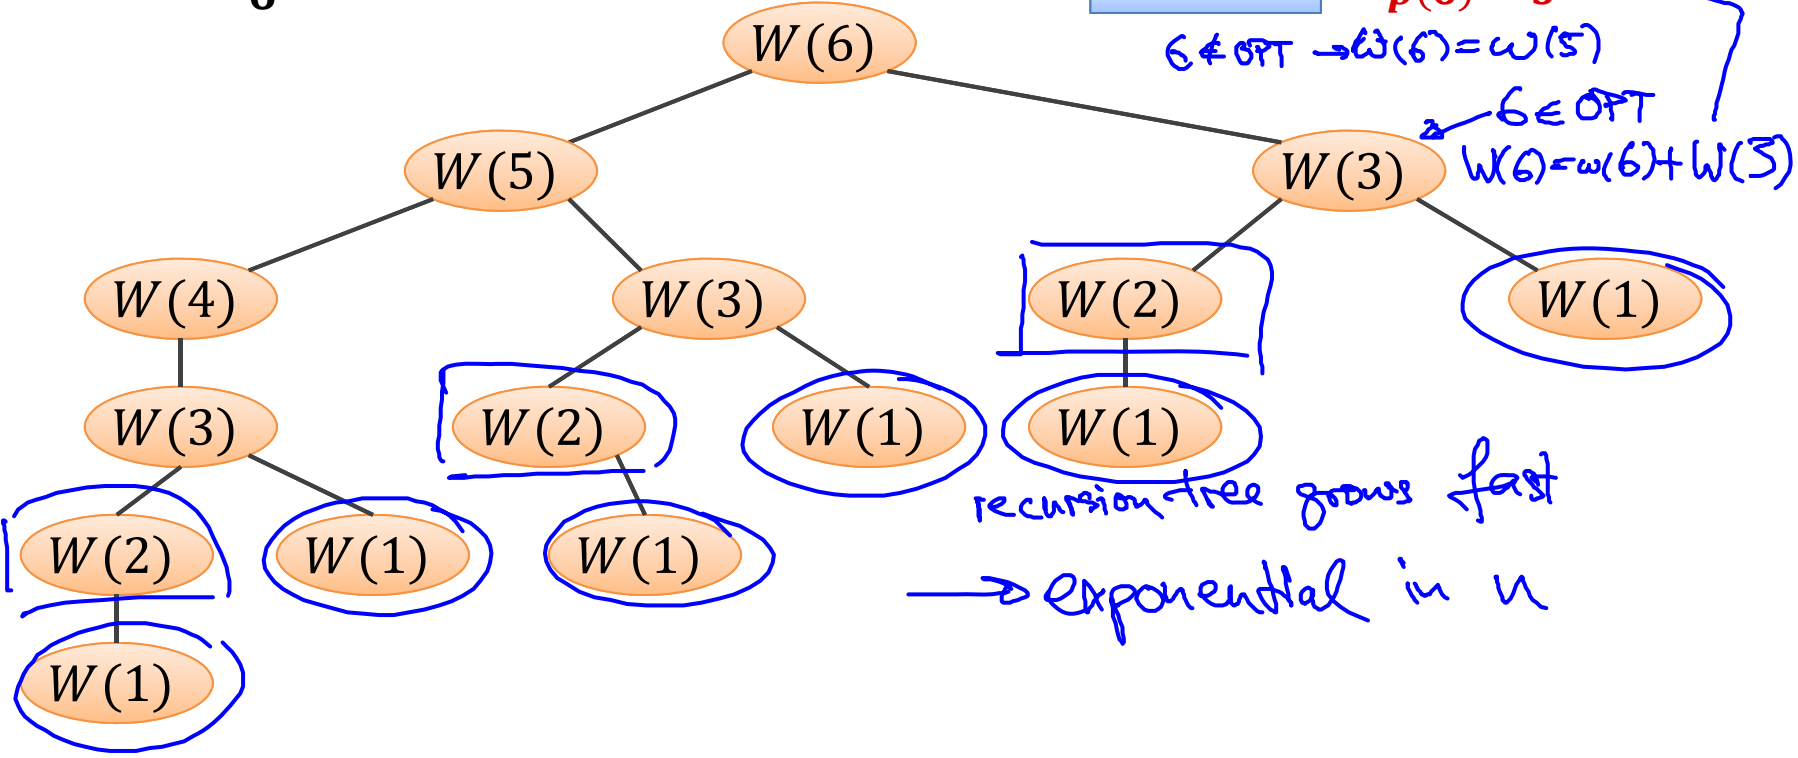 W(6)
6 ∉ OPT → W(6) = W(5)
6 ∈ OPT
W(5)
W(3)
W(6) = w(6) + W(3)
W(4)
W(3)
W(2)
W(1)
W(3)
W(2)
W(1)
W(1)
recursion tree grows fast
W(2)
W(1)
W(1)
→ exponential in n
W(1)